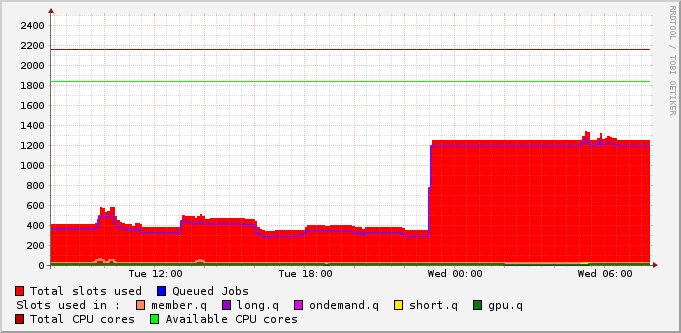 RRDTOOL / TOBI OETIKER
2400
2200
2000
1800
1600
1400
1200
1000
800
600
400
200
0
Tue 12:00 Tue 18:00 Wed 00:00 Wed 06:00
Total slots used Queued Jobs
Slots used in : member.q long.q ondemand.q short.q gpu.q
Total CPU cores Available CPU cores